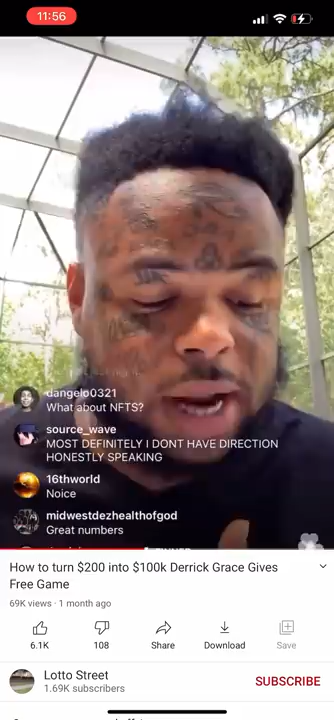 11:56
dangelo0321
What about NFTS?
source_wave
MOST DEFINITELY I DONT HAVE DIRECTION
HONESTLY SPEAKING
16thworld
Noice
midwestdezhealthofgod
Great numbers
How to turn $200 into $100k Derrick Grace Gives
Free Game
69K views · 1 month ago
6.1K
108
Share
Download
Save
Lotto Street
1.69K subscribers
SUBSCRIBE